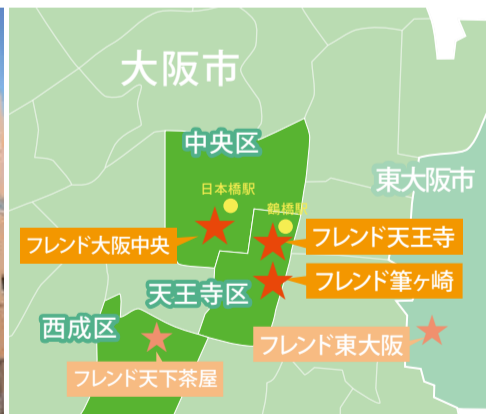 大阪市
中央区
日本橋駅
東大阪市
鶴橋駅
フレンド大阪中央
フレンド天王寺
天王寺区
フレンド筆ヶ崎
西成区
フレンド東大阪
フレンド天下茶屋